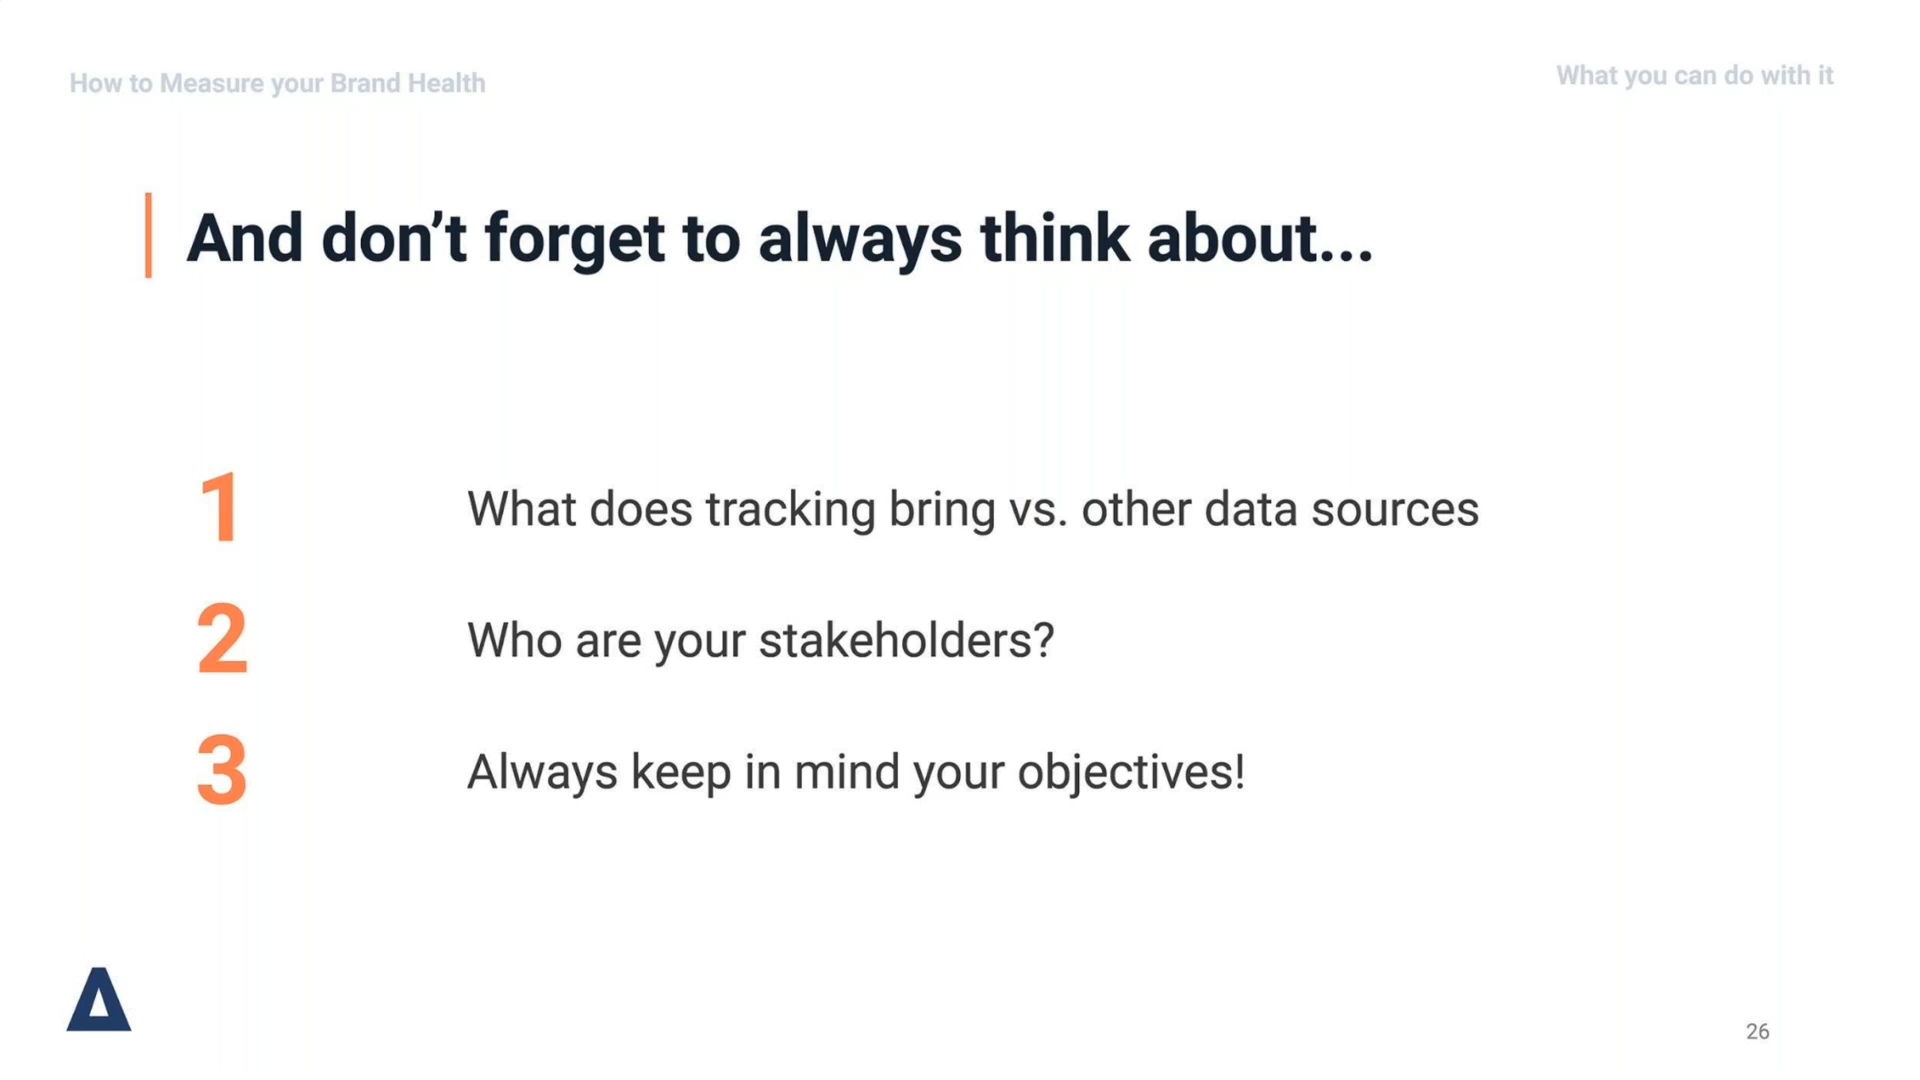 How to Measure your Brand Health
What you can do with it
And don’t forget to always think about...
1
What does tracking bring vs. other data sources
2
Who are your stakeholders?
3
Always keep in mind your objectives!
26